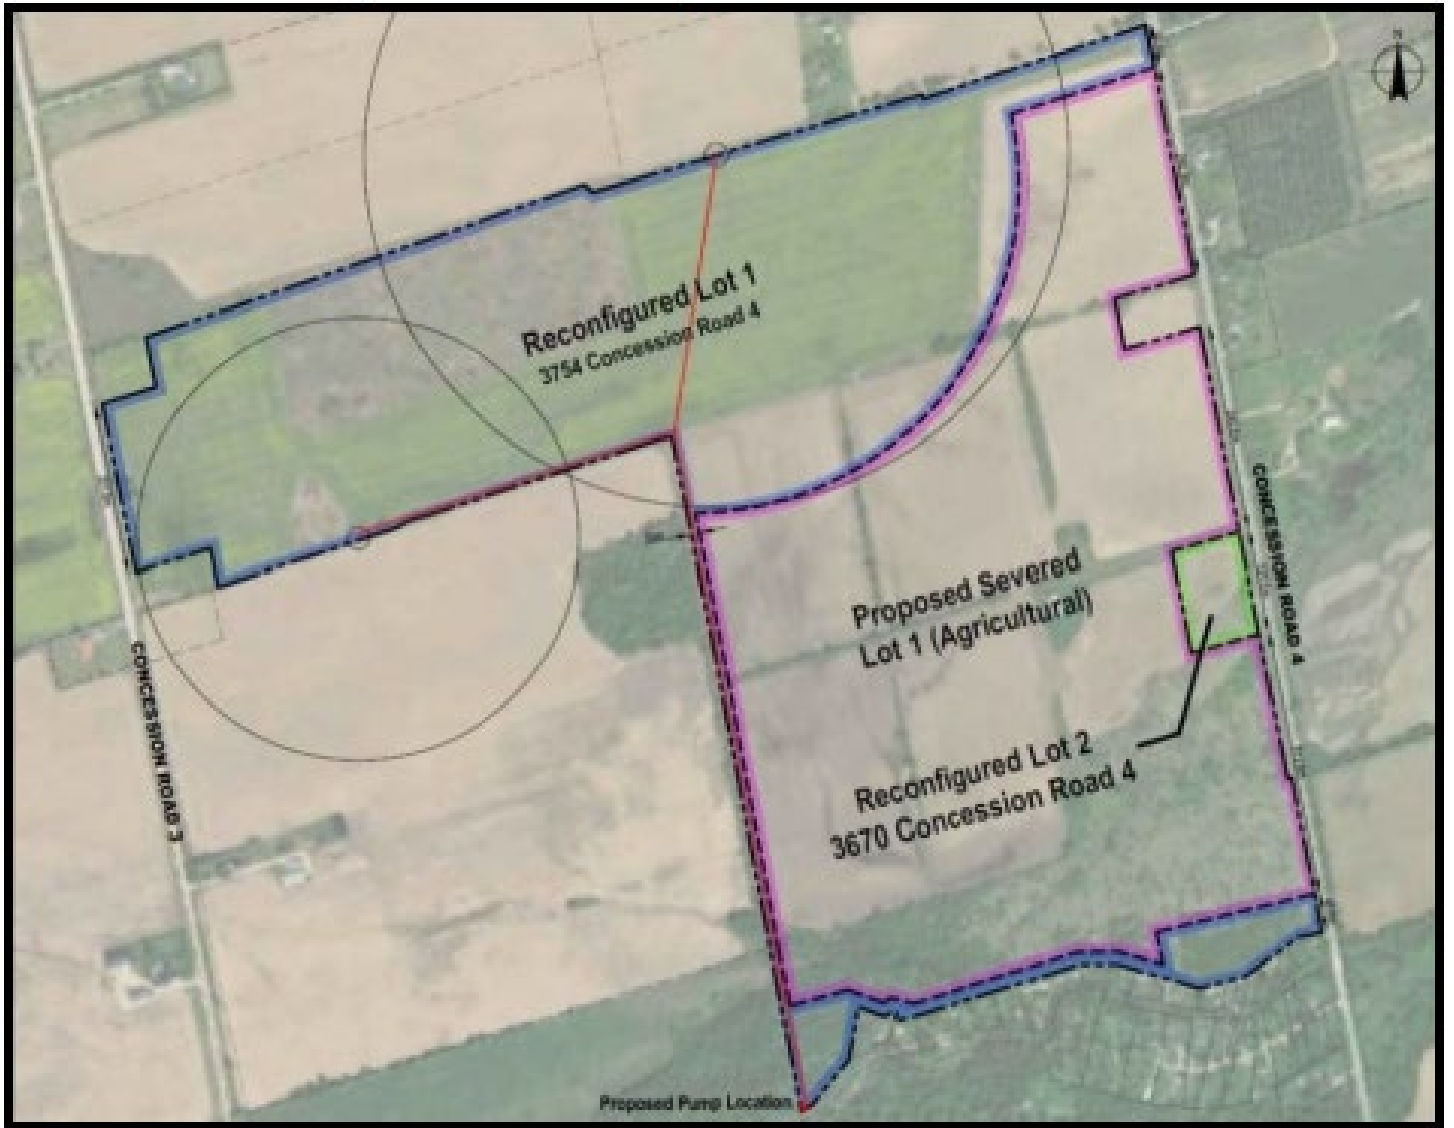 N
Reconfigured Lot 1
3754 Concession Road 4
CONCESSION ROAD 4
Proposed Severed
Lot 1 (Agricultural)
Reconfigured Lot 2
3670 Concession Road 4
CONCESSION ROAD 3
Proposed Pump Location